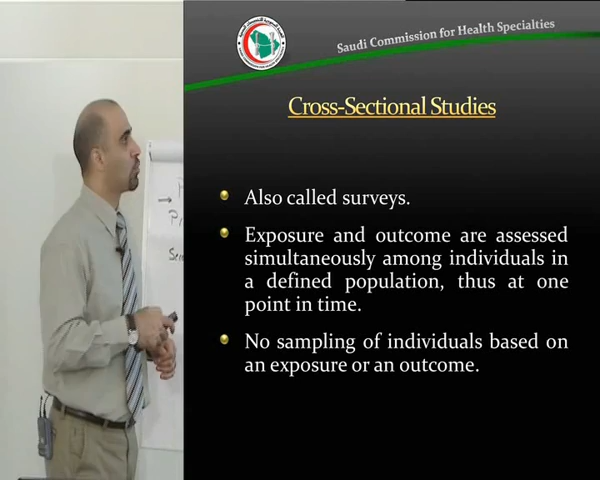 Saudi Commission for Health Specialties
Cross-Sectional Studies
Also called surveys.
Exposure and outcome are assessed
simultaneously among individuals in
a defined population, thus at one
point in time.
No sampling of individuals based on
an exposure or an outcome.